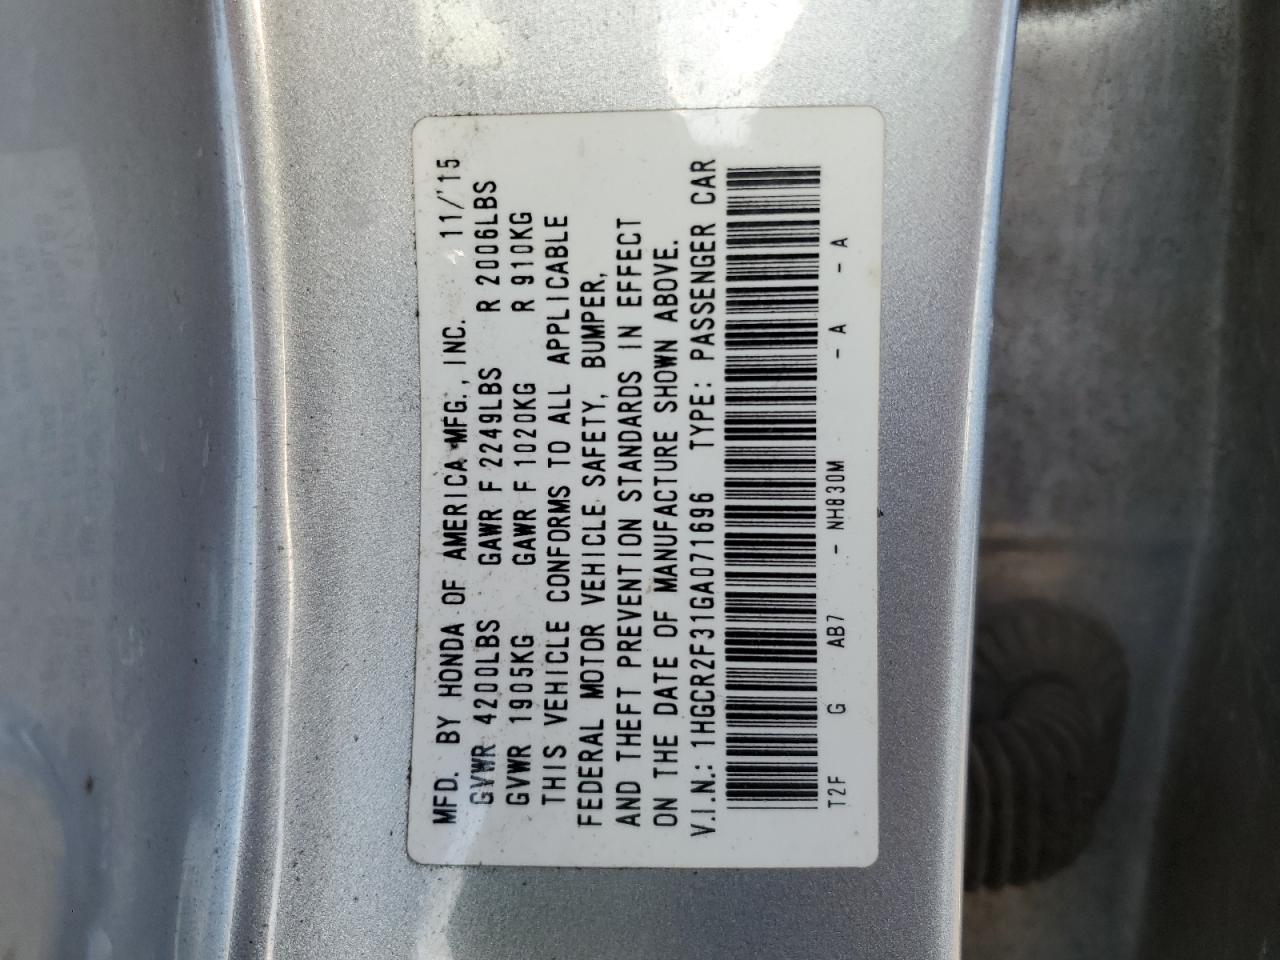 MFD. BY HONDA OF AMERICA MFG., INC. 11/'15
GVWR 4200LBS GAWR F 2249LBS R 2006LBS
GVWR 1905KG GAWR F 1020KG R 910KG
THIS VEHICLE CONFORMS TO ALL APPLICABLE
FEDERAL MOTOR VEHICLE SAFETY, BUMPER,
AND THEFT PREVENTION STANDARDS IN EFFECT
ON THE DATE OF MANUFACTURE SHOWN ABOVE.
V.I.N.: 1HGCR2F31GA071696 TYPE: PASSENGER CAR
T2F G AB7 - NH830M - A - A